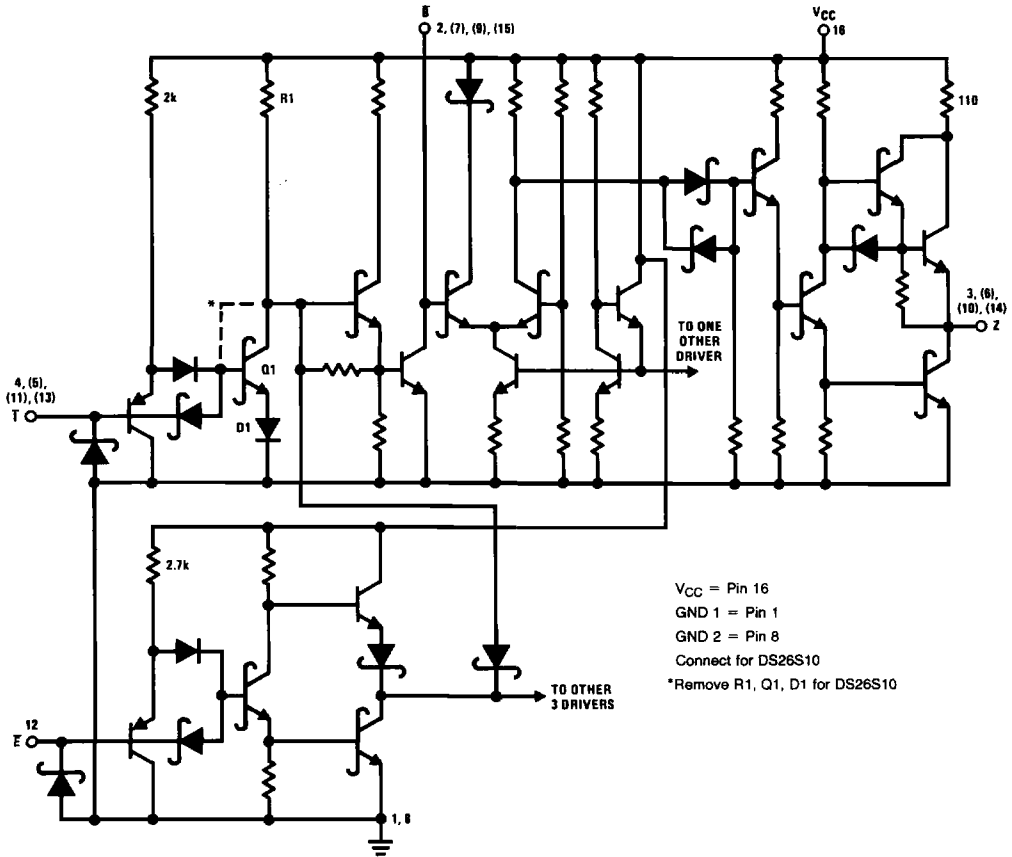 B̅
2, (7), (9), (15)
VCC
16
2k
R1
110
*
Q1
D1
4, (5),
(11), (13)
I̅
TO ONE
OTHER
DRIVER
3, (6),
(10), (14)
Z
2.7k
12
E̅
TO OTHER
3 DRIVERS
1, 8
VCC = Pin 16
GND 1 = Pin 1
GND 2 = Pin 8
Connect for DS26S10
*Remove R1, Q1, D1 for DS26S10